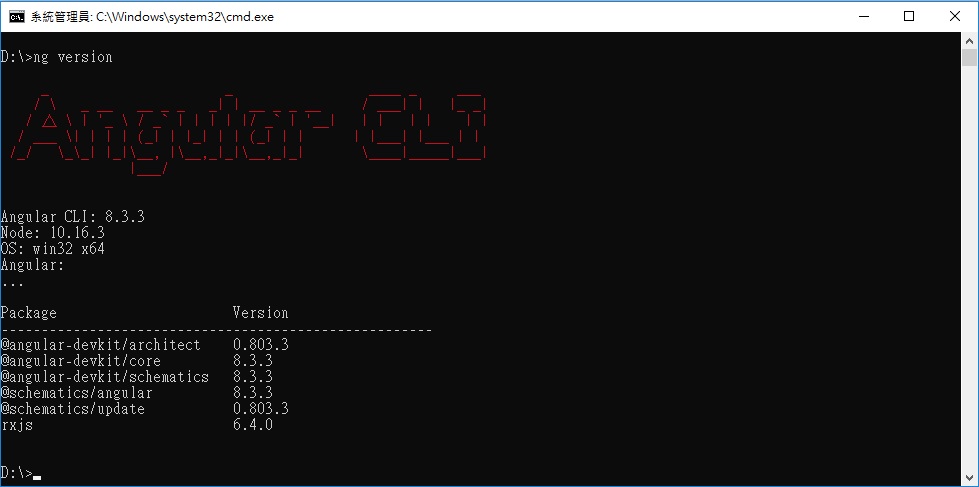 系統管理員: C:\Windows\system32\cmd.exe
D:\>ng version
Angular CLI
Angular CLI: 8.3.3
Node: 10.16.3
OS: win32 x64
Angular:
...
Package Version
------------------------------------------------------
@angular-devkit/architect 0.803.3
@angular-devkit/core 8.3.3
@angular-devkit/schematics 8.3.3
@schematics/angular 8.3.3
@schematics/update 0.803.3
rxjs 6.4.0
D:\>